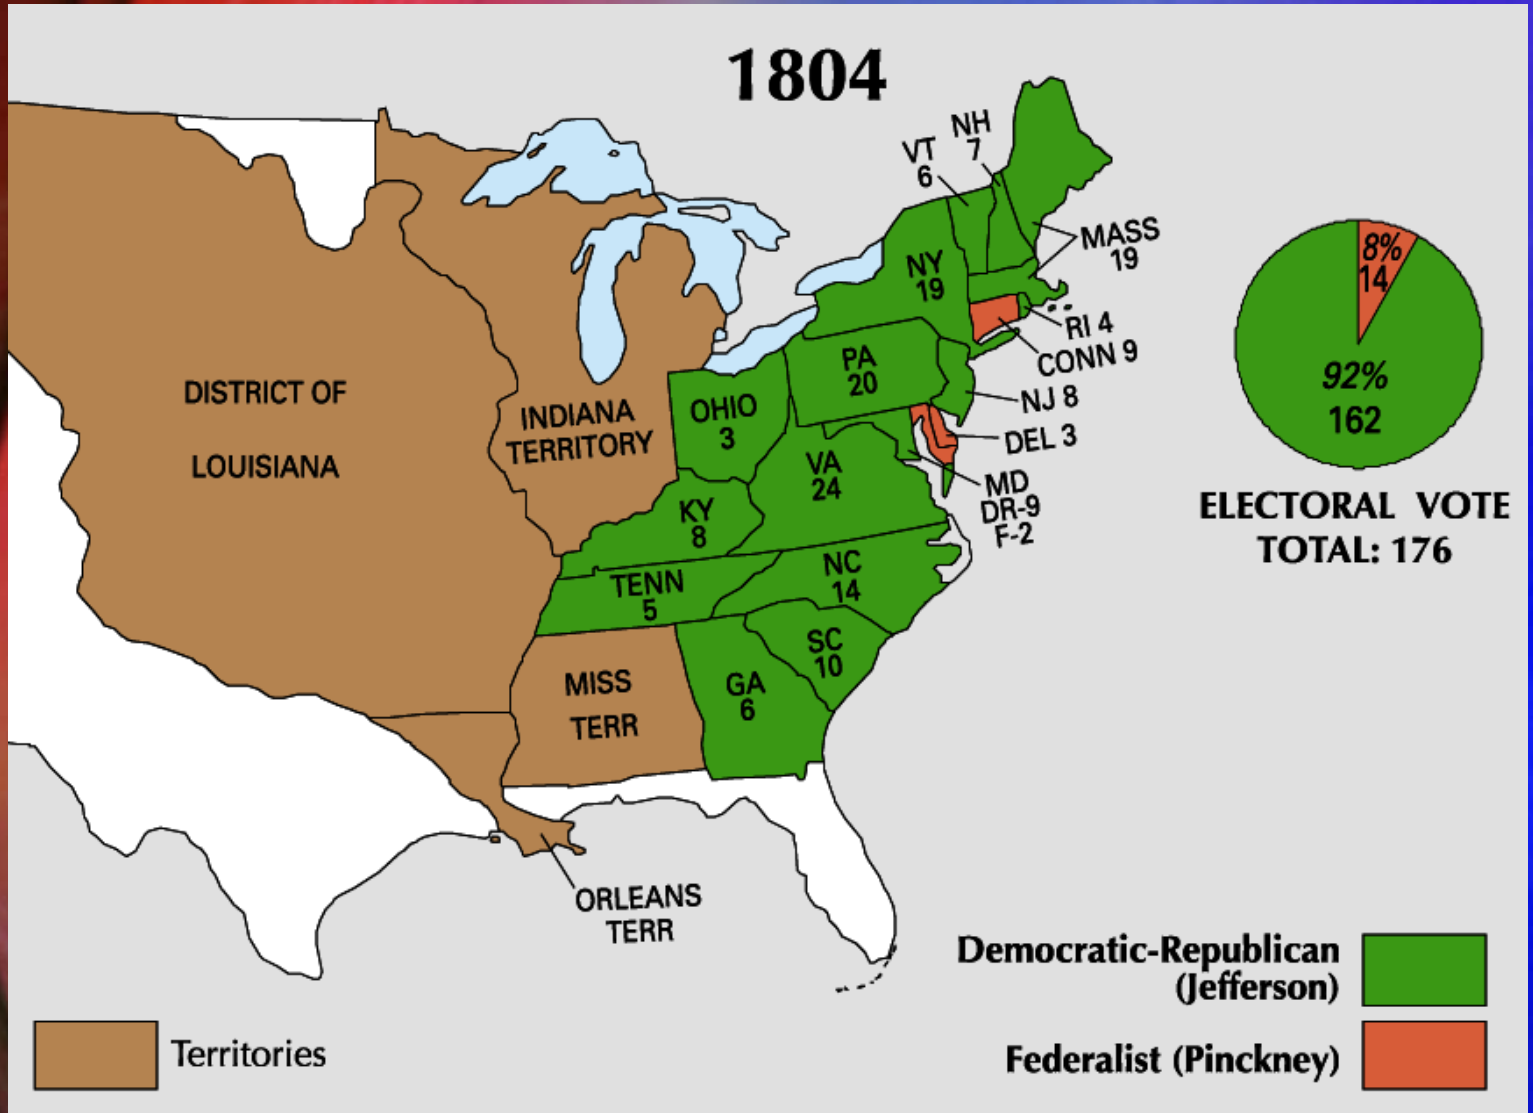 1804
NH
7
VT
6
MASS
19
NY
19
RI 4
CONN 9
PA
20
NJ 8
DEL 3
MD
DR-9
F-2
OHIO
3
INDIANA
TERRITORY
DISTRICT OF
LOUISIANA
VA
24
KY
8
NC
14
TENN
5
SC
10
GA
6
MISS
TERR
ORLEANS
TERR
8%
14
92%
162
ELECTORAL VOTE
TOTAL: 176
Democratic-Republican
(Jefferson)
Federalist (Pinckney)
Territories